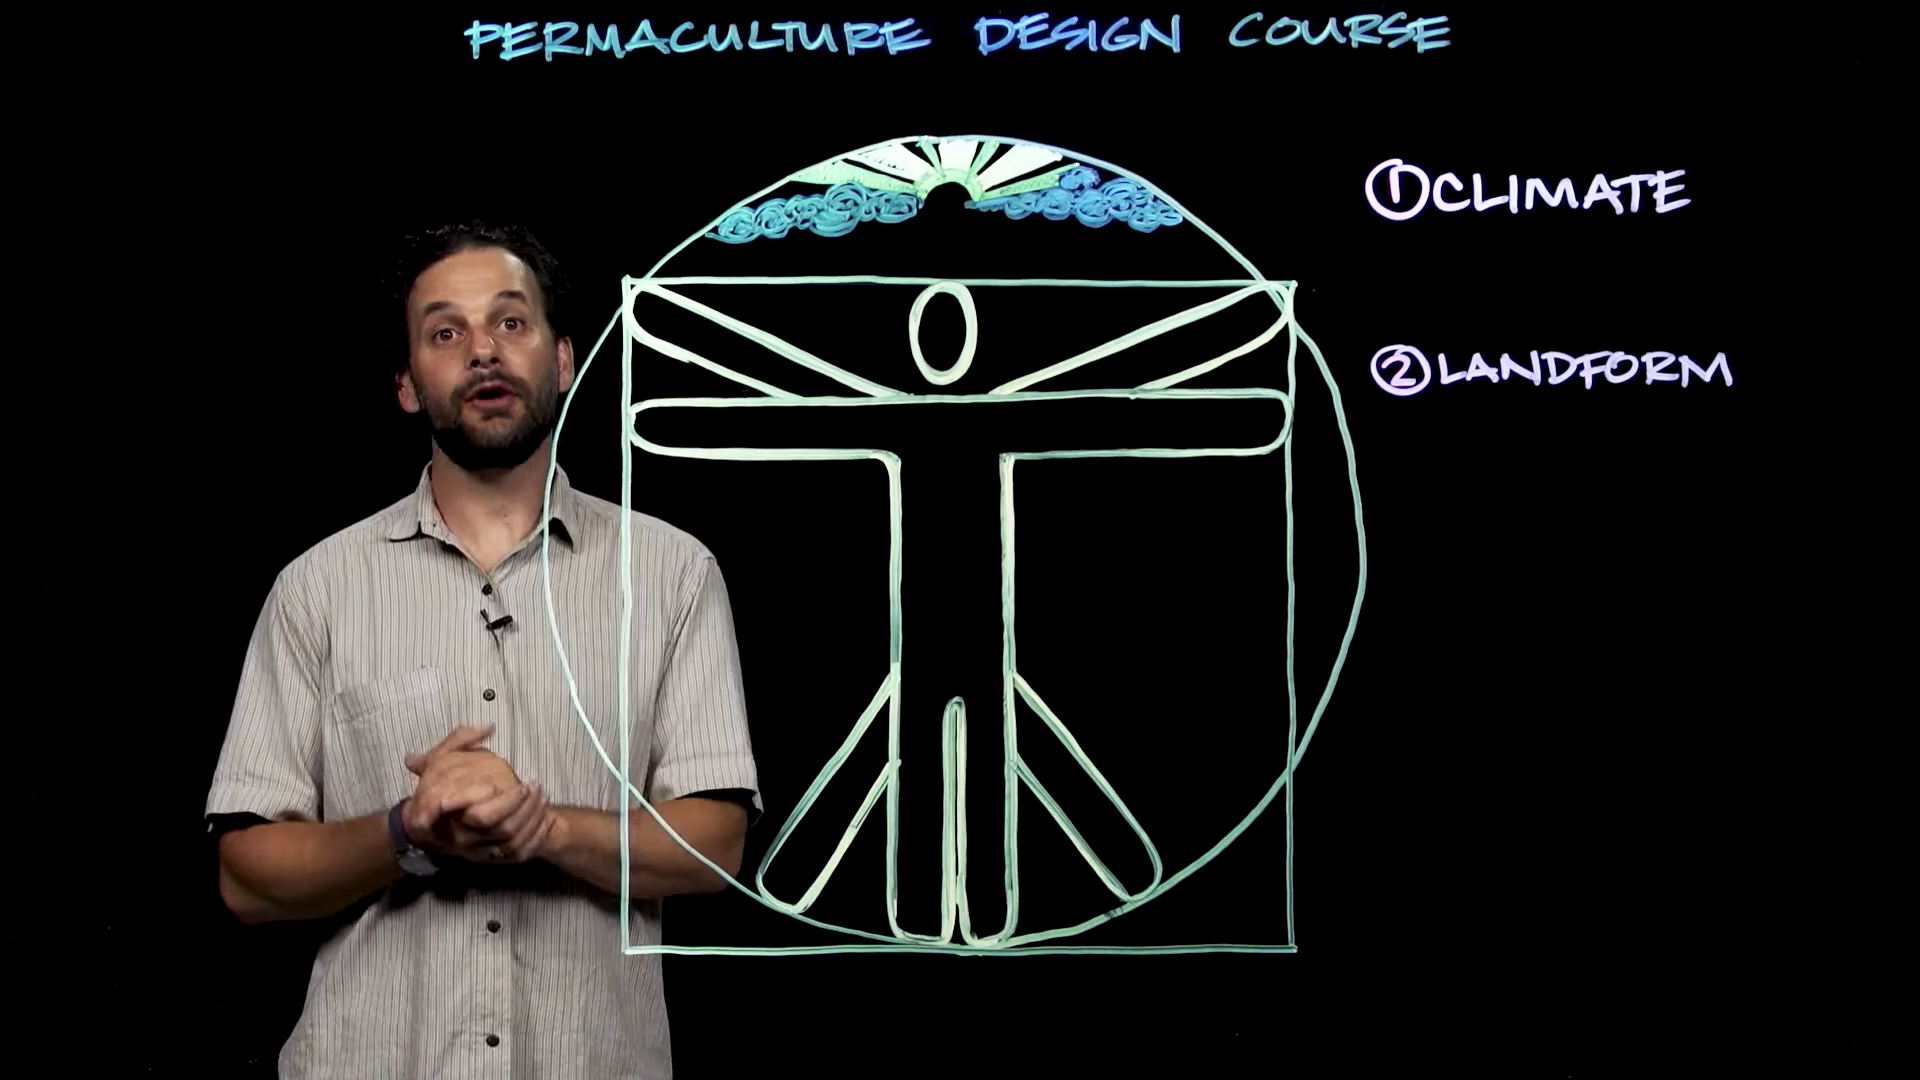 PERMACULTURE DESIGN COURSE
①CLIMATE
②LANDFORM